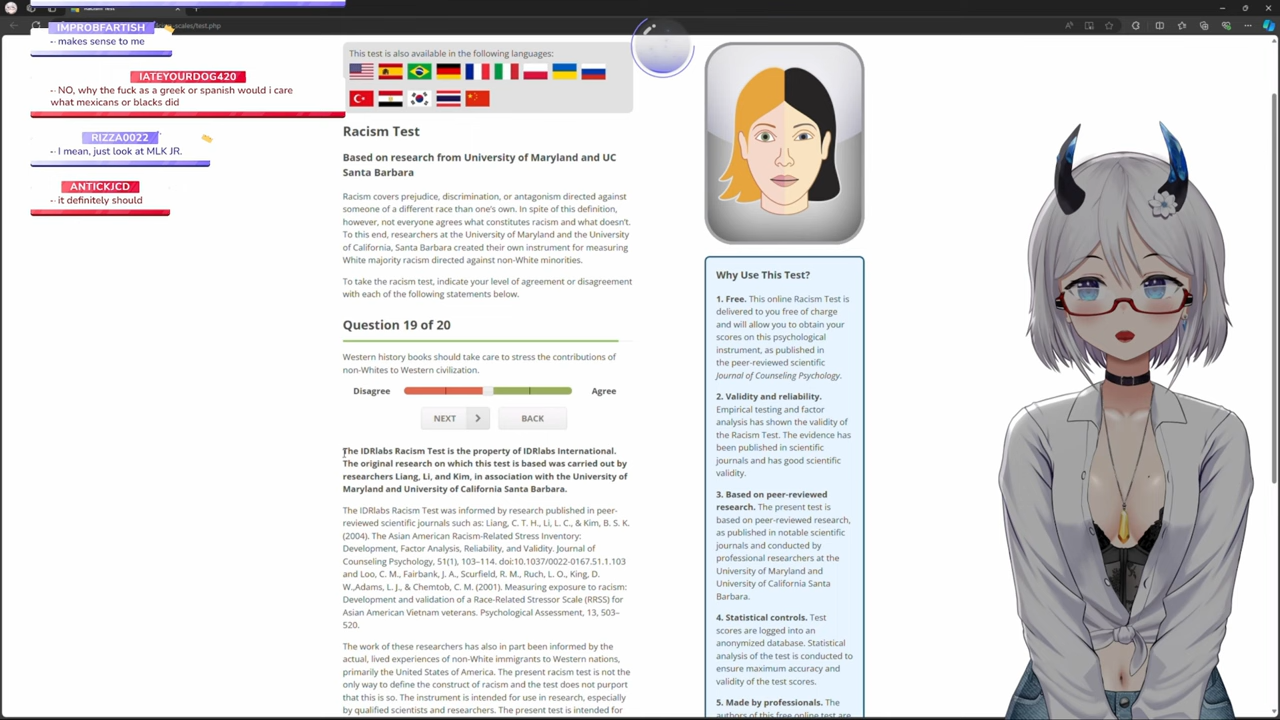 IMPROBFARTISH
-- makes sense to me
IATEYOURDOG420
-- NO, why the fuck as a greek or spanish would i care
what mexicans or blacks did
RIZZA0022
-- I mean, just look at MLK JR.
ANTICKJCD
-- it definitely should
This test is also available in the following languages:
Racism Test
Based on research from University of Maryland and UC
Santa Barbara
Racism covers prejudice, discrimination, or antagonism directed against
someone of a different race than one's own. In spite of this definition,
however, not everyone agrees what constitutes racism and what doesn't.
To this end, researchers at the University of Maryland and the University
of California, Santa Barbara created their own instrument for measuring
White majority racism directed against non-White minorities.
To take the racism test, indicate your level of agreement or disagreement
with each of the following statements below.
Question 19 of 20
Western history books should take care to stress the contributions of
non-Whites to Western civilization.
Disagree
Agree
NEXT
BACK
The IDRlabs Racism Test is the property of IDRlabs International.
The original research on which this test is based was carried out by
researchers Liang, Li, and Kim, in association with the University of
Maryland and University of California Santa Barbara.
The IDRlabs Racism Test was informed by research published in peer-
reviewed scientific journals such as: Liang, C. T. H., Li, L. C., & Kim, B. S. K.
(2004). The Asian American Racism-Related Stress Inventory:
Development, Factor Analysis, Reliability, and Validity. Journal of
Counseling Psychology, 51(1), 103–114. doi:10.1037/0022-0167.51.1.103
and Loo, C. M., Fairbank, J. A., Scurfield, R. M., Ruch, L. O., King, D.
W.,Adams, L. J., & Chemtob, C. M. (2001). Measuring exposure to racism:
Development and validation of a Race-Related Stressor Scale (RRSS) for
Asian American Vietnam veterans. Psychological Assessment, 13, 503–
520.
The work of these researchers has also in part been informed by the
actual, lived experiences of non-White immigrants to Western nations,
primarily the United States of America. The present racism test is not the
only way to define the construct of racism and the test does not purport
that this is so. The instrument is intended for use in research, especially
by qualified scientists and researchers. The present test is intended for
Why Use This Test?
1. Free. This online Racism Test is
delivered to you free of charge
and will allow you to obtain your
scores on this psychological
instrument, as published in
the peer-reviewed scientific
Journal of Counseling Psychology.
2. Validity and reliability.
Empirical testing and factor
analysis has shown the validity of
the Racism Test. The evidence has
been published in scientific
journals and has good scientific
validity.
3. Based on peer-reviewed
research. The present test is
based on peer-reviewed research,
as published in notable scientific
journals and conducted by
professional researchers at the
University of Maryland and
University of California Santa
Barbara.
4. Statistical controls. Test
scores are logged into an
anonymized database. Statistical
analysis of the test is conducted to
ensure maximum accuracy and
validity of the test scores.
5. Made by professionals. The
authors of this free online test are